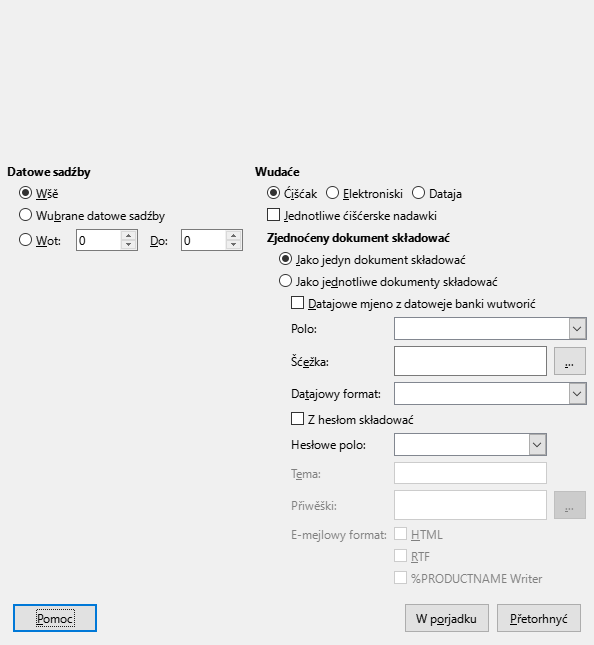 Datowe sadźby
Wšě
Wubrane datowe sadźby
Wot: 0 Do: 0
Wudaće
Ćišćak Elektroniski Dataja
Jednotliwe ćišćerske nadawki
Zjednoćeny dokument składować
Jako jedyn dokument składować
Jako jednotliwe dokumenty składować
Datajowe mjeno z datoweje banki wutworić
Polo:
Šćežka: ...
Datajowy format:
Z hesłom składować
Hesłowe polo:
Tema:
Přiwěški: ...
E-mejlowy format: HTML
RTF
%PRODUCTNAME Writer
Pomoc W porjadku Přetorhnyć